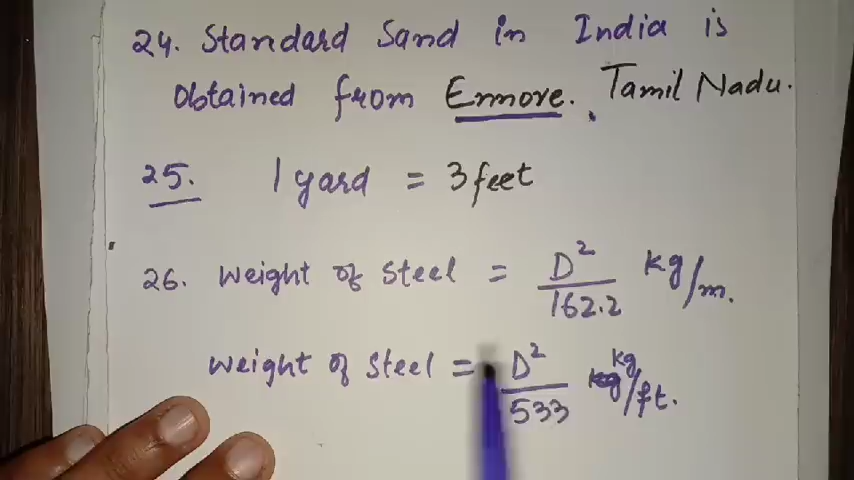 24. Standard Sand in India is
Obtained from Ennore. Tamil Nadu.
25. 1 yard = 3 feet
26. Weight of steel = D²/162.2 kg/m.
Weight of steel = D²/533 kg/ft.